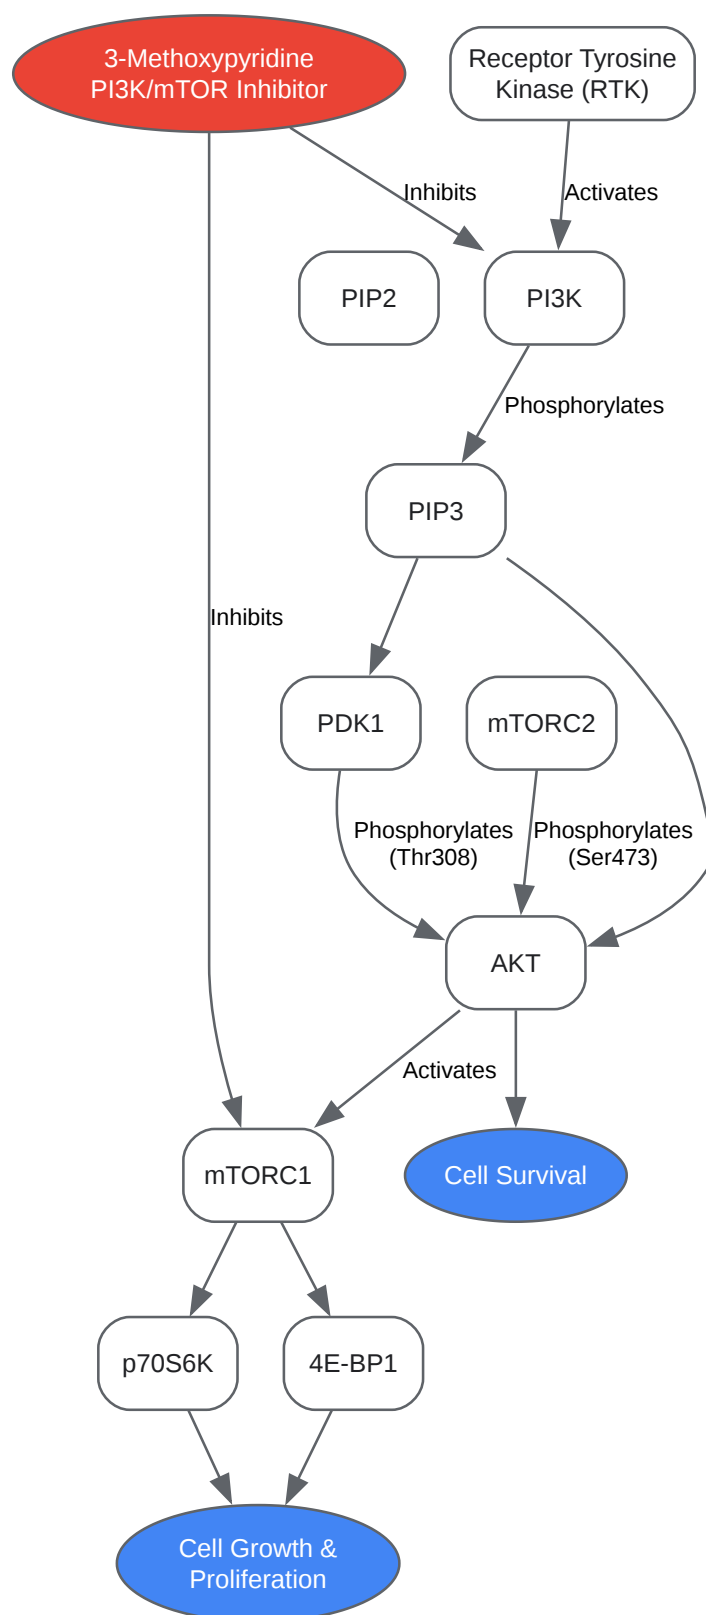 3-Methoxypyridine
PI3K/mTOR Inhibitor
Receptor Tyrosine
Kinase (RTK)
Inhibits
Activates
PIP2
PI3K
Phosphorylates
PIP3
Inhibits
PDK1
mTORC2
Phosphorylates
(Thr308)
Phosphorylates
(Ser473)
AKT
Activates
mTORC1
Cell Survival
p70S6K
4E-BP1
Cell Growth &
Proliferation